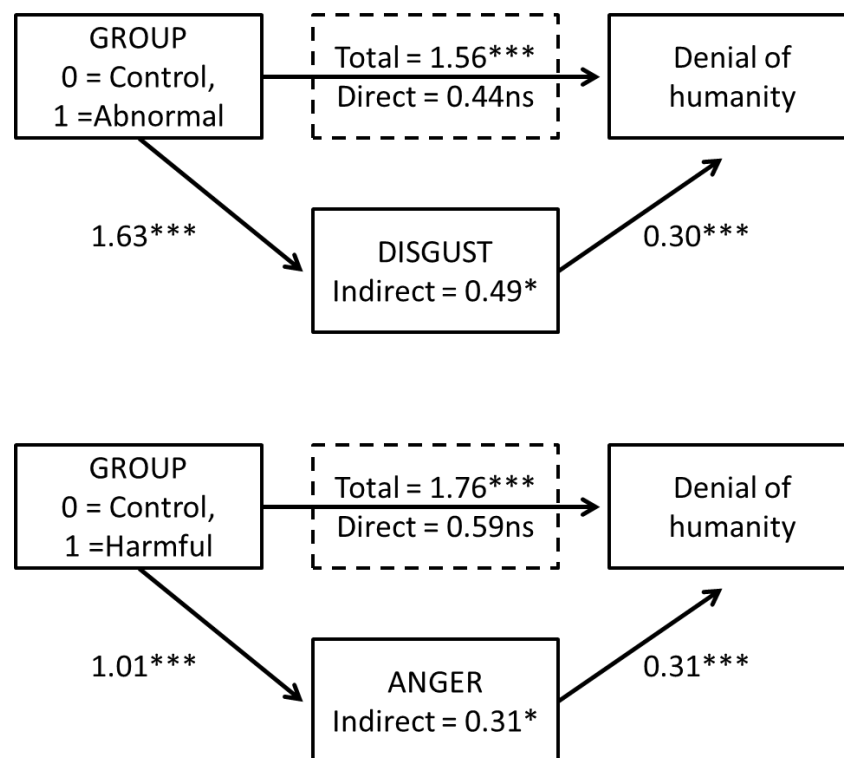 GROUP
0 = Control,
1 =Abnormal
Total = 1.56***
Direct = 0.44ns
Denial of
humanity
1.63***
DISGUST
Indirect = 0.49*
0.30***
GROUP
0 = Control,
1 =Harmful
Total = 1.76***
Direct = 0.59ns
Denial of
humanity
1.01***
ANGER
Indirect = 0.31*
0.31***